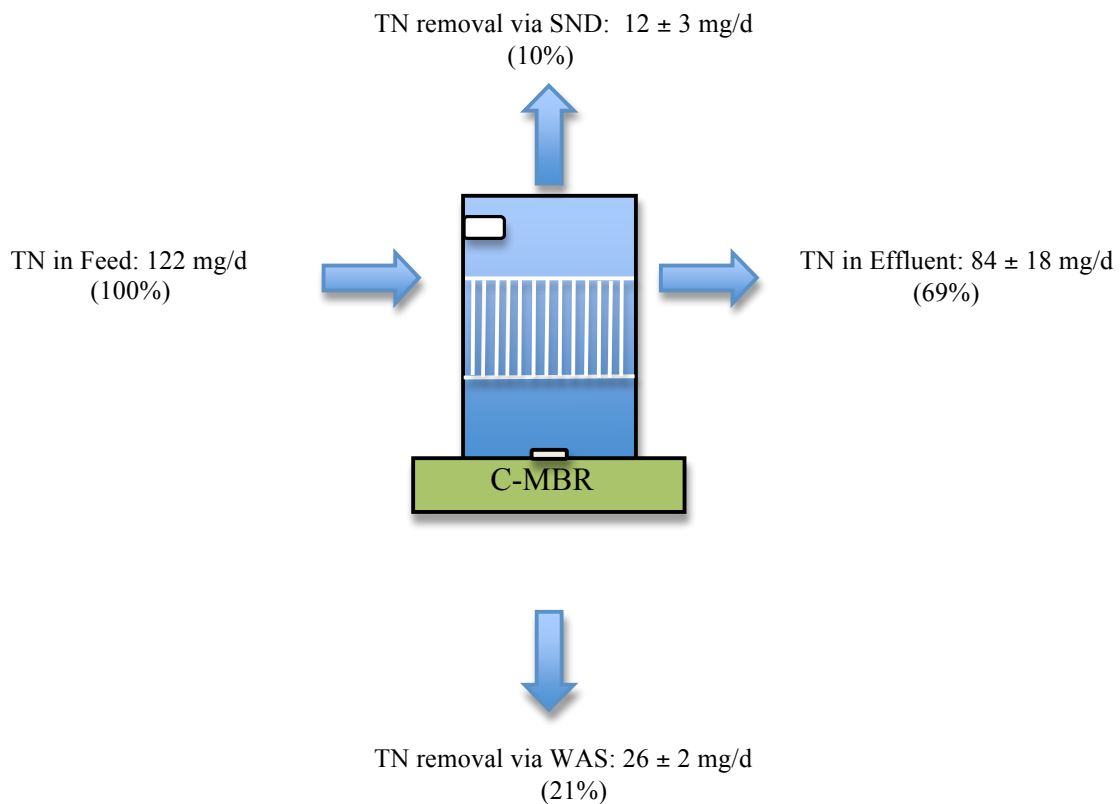 TN removal via SND:  12 ± 3 mg/d
(10%)
TN in Feed: 122 mg/d
(100%)
TN in Effluent: 84 ± 18 mg/d
(69%)
C-MBR
TN removal via WAS: 26 ± 2 mg/d
(21%)